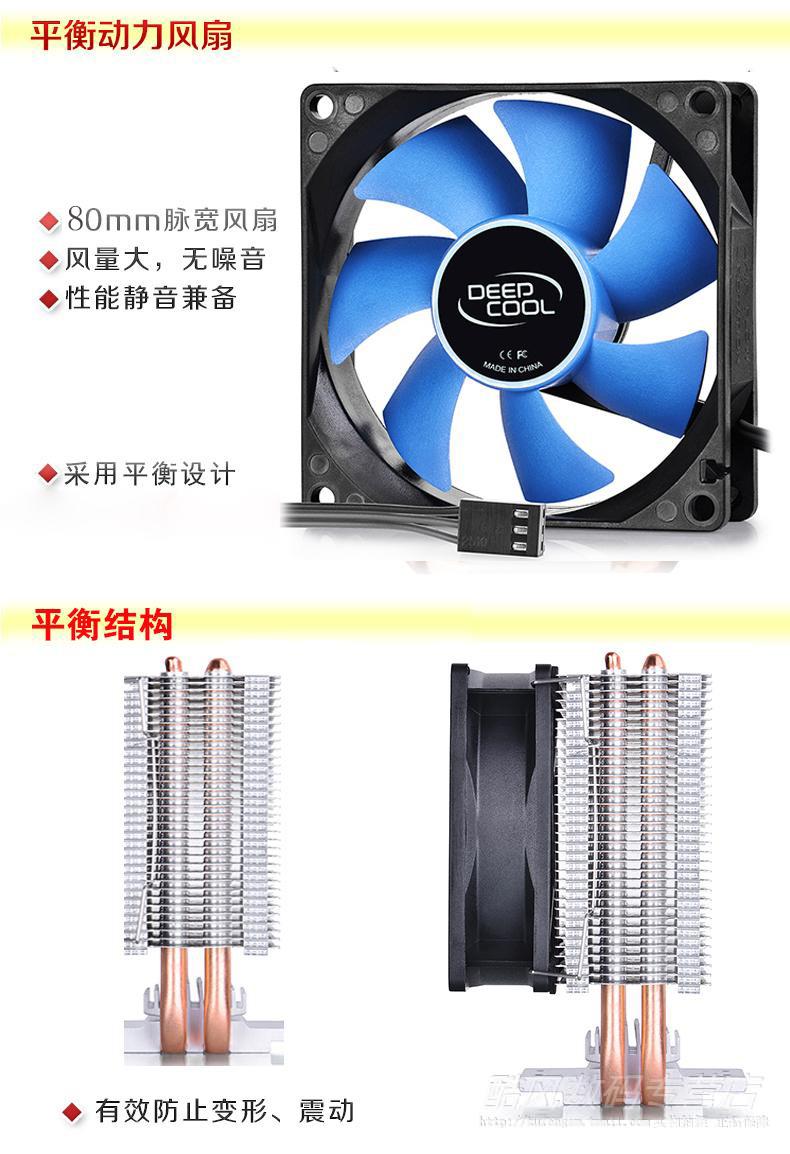 平衡动力风扇
80mm脉宽风扇
风量大，无噪音
性能静音兼备
DEEP
COOL
CE FC
MADE IN CHINA
采用平衡设计
平衡结构
有效防止变形、震动